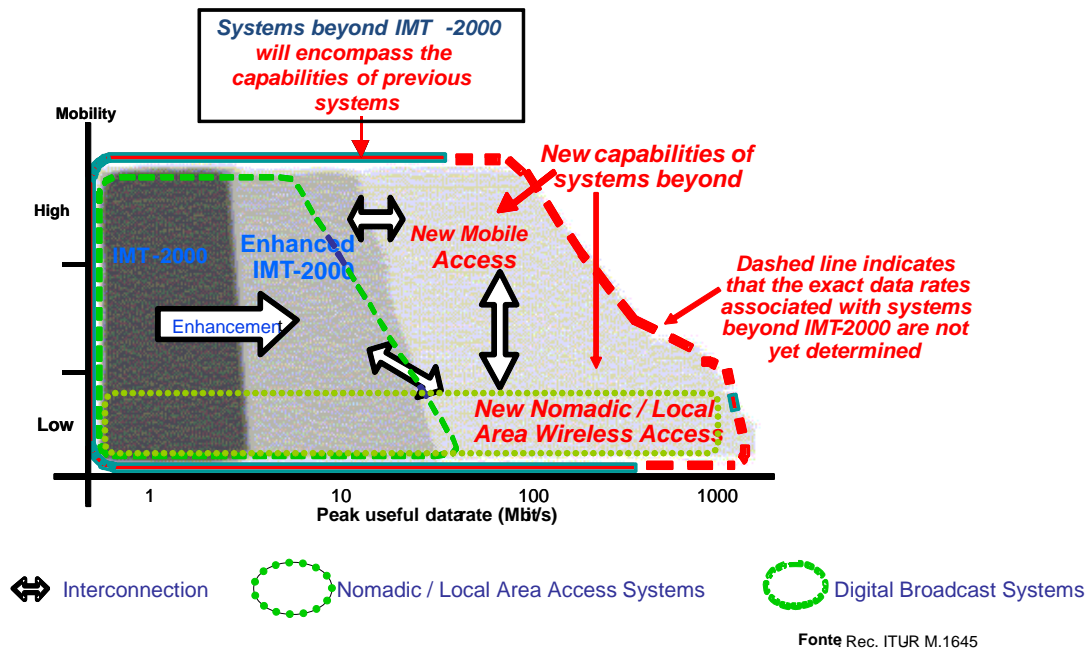 Systems beyond IMT -2000
will encompass the
capabilities of previous
systems
Mobility
New capabilities of
systems beyond
High
IMT -2000
Enhanced
IMT-2000
New Mobile
Access
Dashed line indicates
that the exact data rates
associated with systems
beyond IMT-2000 are not
yet determined
Enhancement
Low
New Nomadic / Local
Area Wireless Access
1 10 100 1000
Peak useful data rate (Mbit/s)
Interconnection
Nomadic / Local Area Access Systems
Digital Broadcast Systems
Fonte Rec. ITUR M.1645